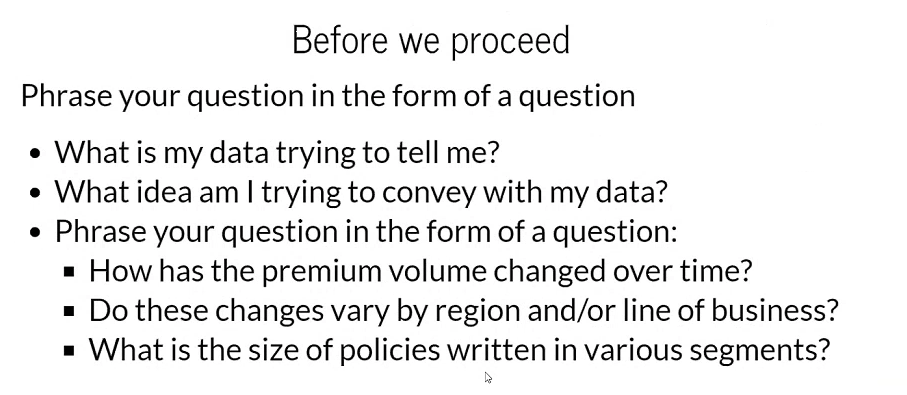 Before we proceed
Phrase your question in the form of a question
• What is my data trying to tell me?
• What idea am I trying to convey with my data?
• Phrase your question in the form of a question:
▪ How has the premium volume changed over time?
▪ Do these changes vary by region and/or line of business?
▪ What is the size of policies written in various segments?